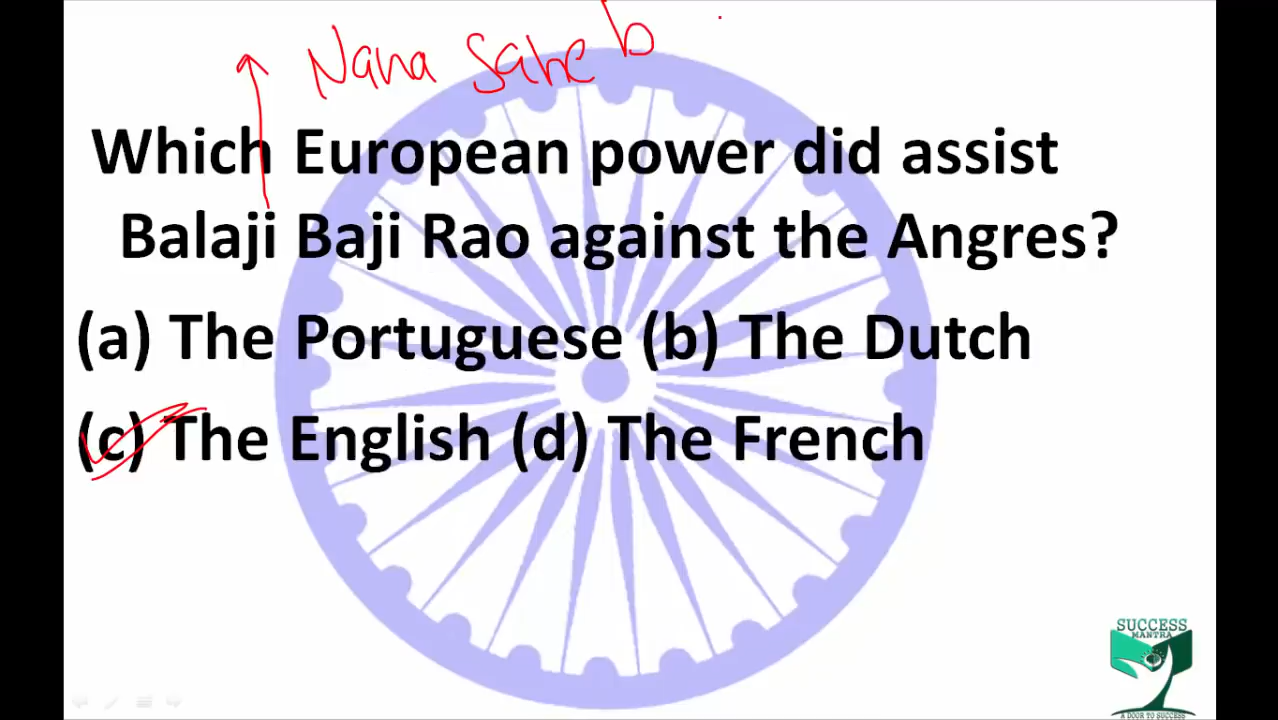 Nana Saheb
Which European power did assist
Balaji Baji Rao against the Angres?
(a) The Portuguese (b) The Dutch
(c) The English (d) The French
SUCCESS
MANTRA
A DOOR TO SUCCESS